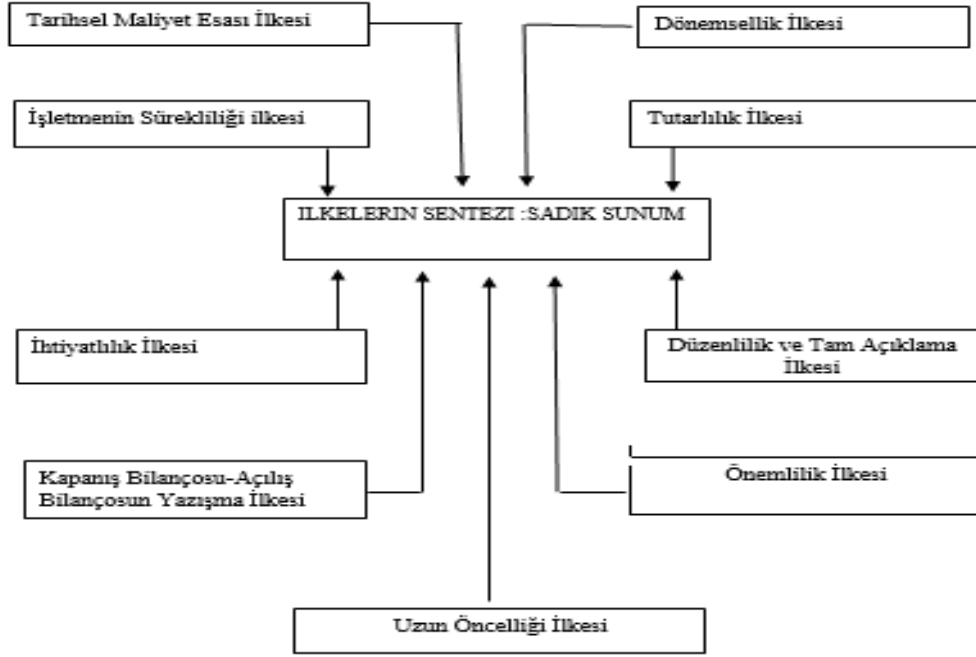 Tarihsel Maliyet Esası İlkesi
Dönemsellik İlkesi
İşletmenin Sürekliliği ilkesi
Tutarlılık İlkesi
ILKELERIN SENTEZI :SADIK SUNUM
İhtiyatlılık İlkesi
Düzenlilik ve Tam Açıklama
İlkesi
Kapanış Bilançosu-Açılış
Bilançosun Yazışma İlkesi
Önemlilik İlkesi
Uzun Öncelliği İlkesi